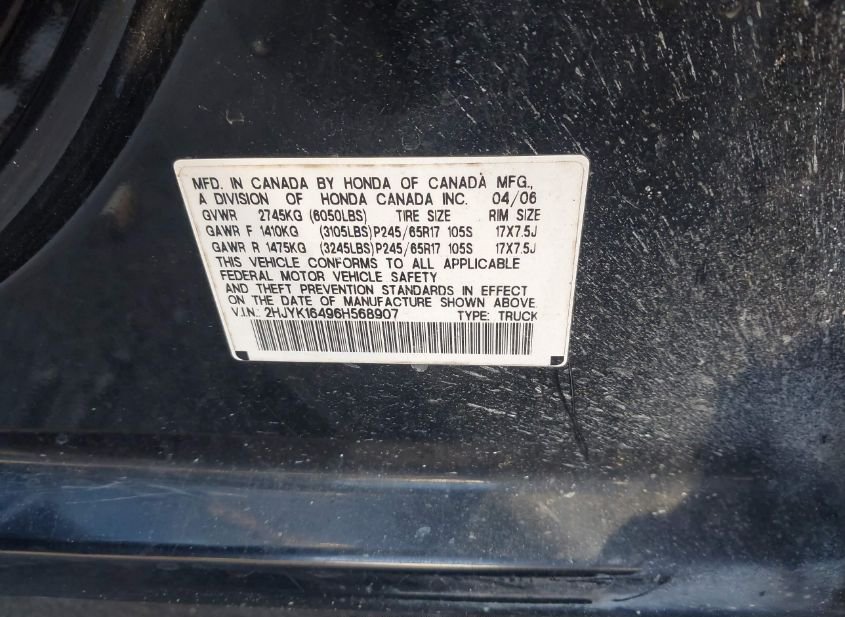 MFD. IN CANADA BY HONDA OF CANADA MFG.,
A DIVISION OF HONDA CANADA INC. 04/06
GVWR 2745KG (6050LBS) TIRE SIZE RIM SIZE
GAWR F 1410KG (3105LBS)P245/65R17 105S 17X7.5J
GAWR R 1475KG (3245LBS)P245/65R17 105S 17X7.5J
THIS VEHICLE CONFORMS TO ALL APPLICABLE
FEDERAL MOTOR VEHICLE SAFETY
AND THEFT PREVENTION STANDARDS IN EFFECT
ON THE DATE OF MANUFACTURE SHOWN ABOVE.
V.I.N.: 2HJYK16496H568907 TYPE: TRUCK